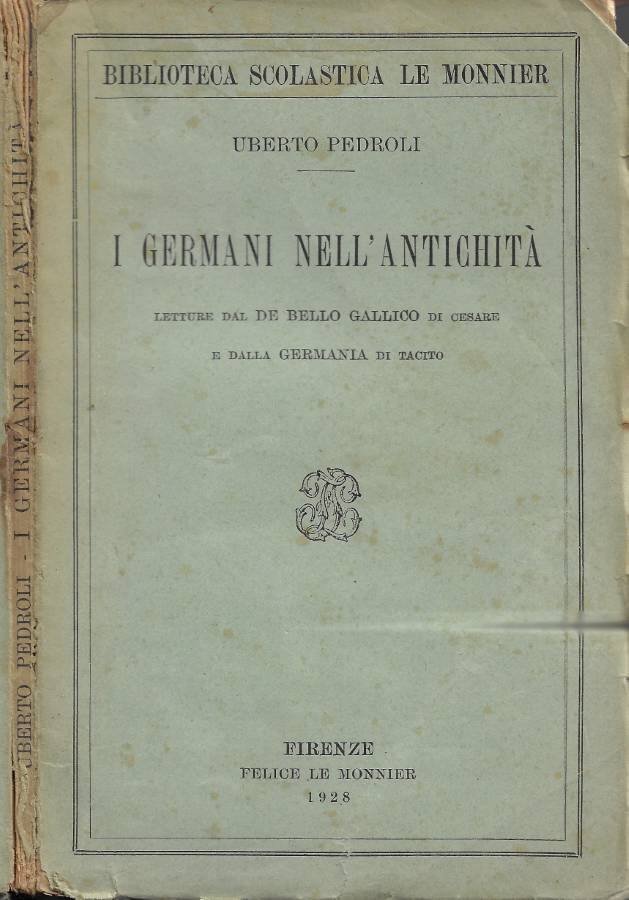 BIBLIOTECA SCOLASTICA LE MONNIER
UBERTO PEDROLI
I GERMANI NELL'ANTICHITÀ
LETTURE DAL DE BELLO GALLICO DI CESARE
E DALLA GERMANIA DI TACITO
FIRENZE
FELICE LE MONNIER
1928
UBERTO PEDROLI - I GERMANI NELL'ANTICHITÀ